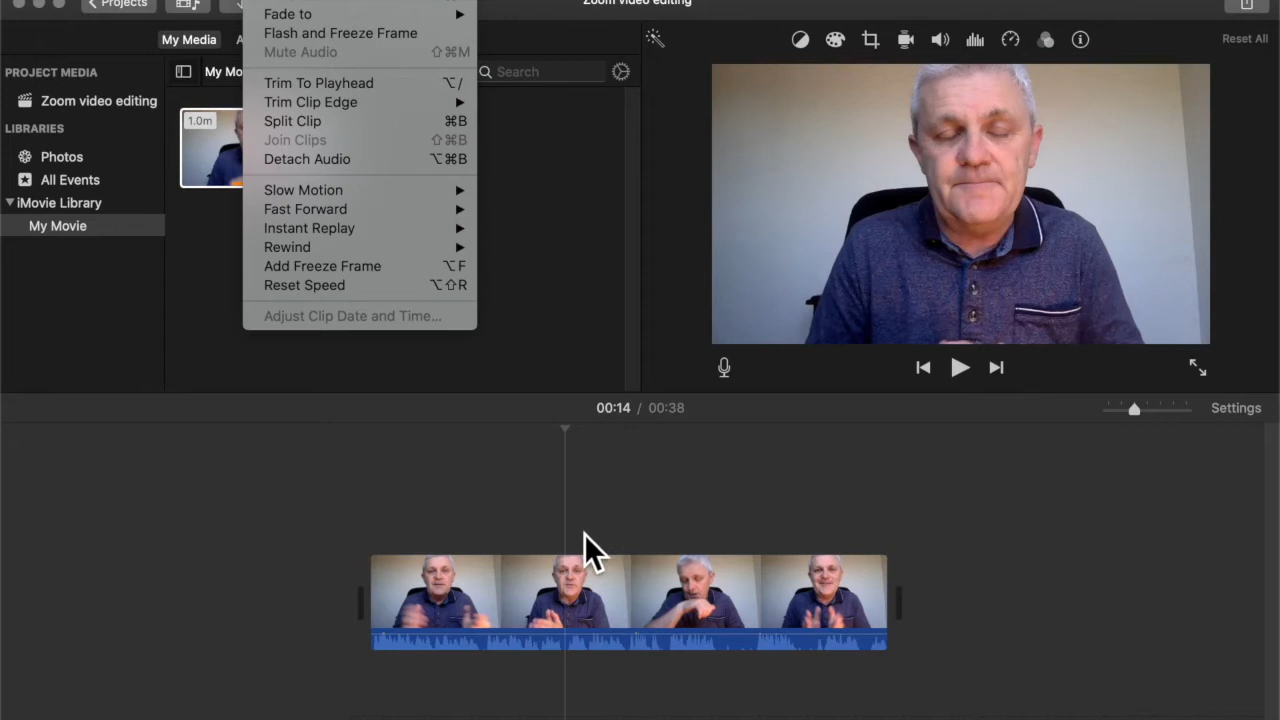 Projects
Zoom video editing
My Media
A
Reset All
PROJECT MEDIA
Zoom video editing
LIBRARIES
Photos
All Events
iMovie Library
My Movie
My Mo
Search
1.0m
Fade to
Flash and Freeze Frame
Mute Audio ⇧⌘M
Trim To Playhead ⌥/
Trim Clip Edge
Split Clip ⌘B
Join Clips ⇧⌘B
Detach Audio ⌥⌘B
Slow Motion
Fast Forward
Instant Replay
Rewind
Add Freeze Frame ⌥F
Reset Speed ⌥⇧R
Adjust Clip Date and Time...
00:14 / 00:38
Settings